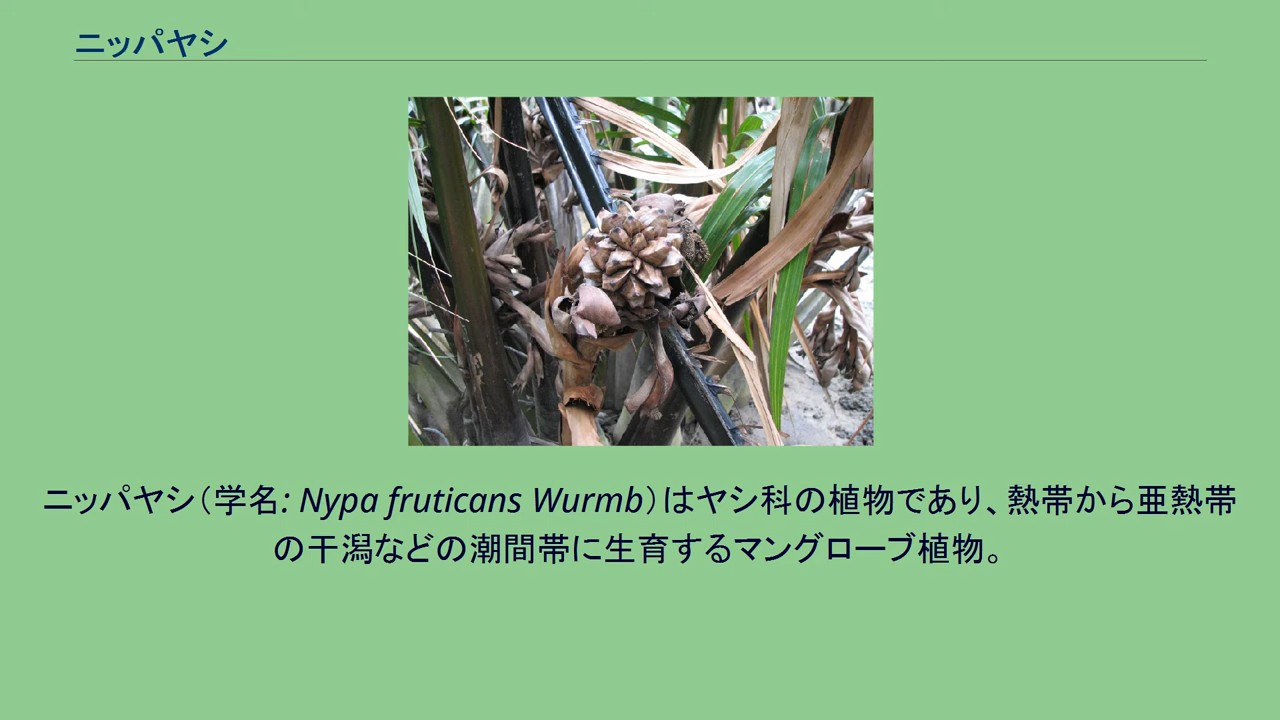 ニッパヤシ
ニッパヤシ（学名: Nypa fruticans Wurmb）はヤシ科の植物であり、熱帯から亜熱帯
の干潟などの潮間帯に生育するマングローブ植物。